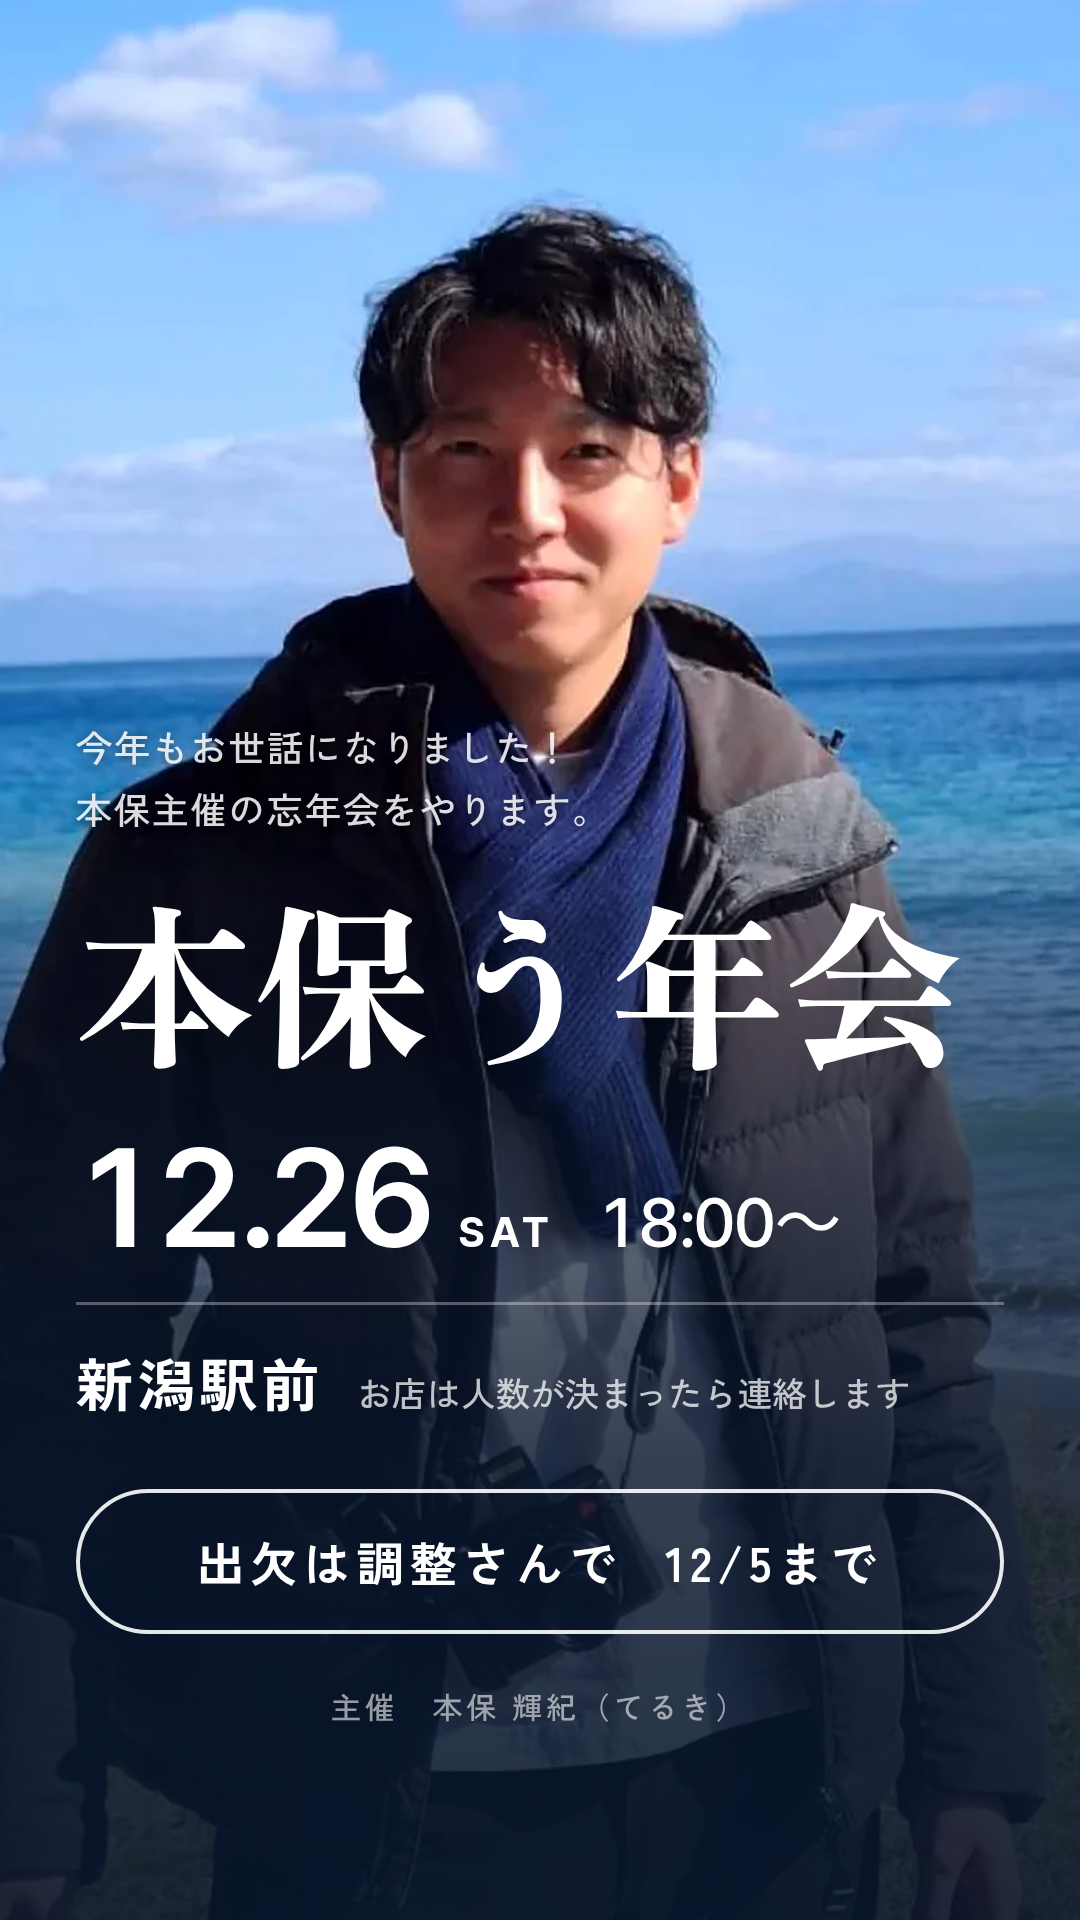 今年もお世話になりました！
本保主催の忘年会をやります。
本保う年会
12.26 SAT 18:00〜
新潟駅前 お店は人数が決まったら連絡します
出欠は調整さんで 12/5まで
主催 本保 輝紀（てるき）